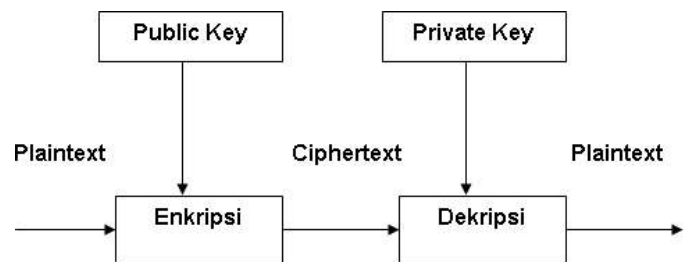 Public Key
Private Key
Plaintext
Ciphertext
Plaintext
Enkripsi
Dekripsi